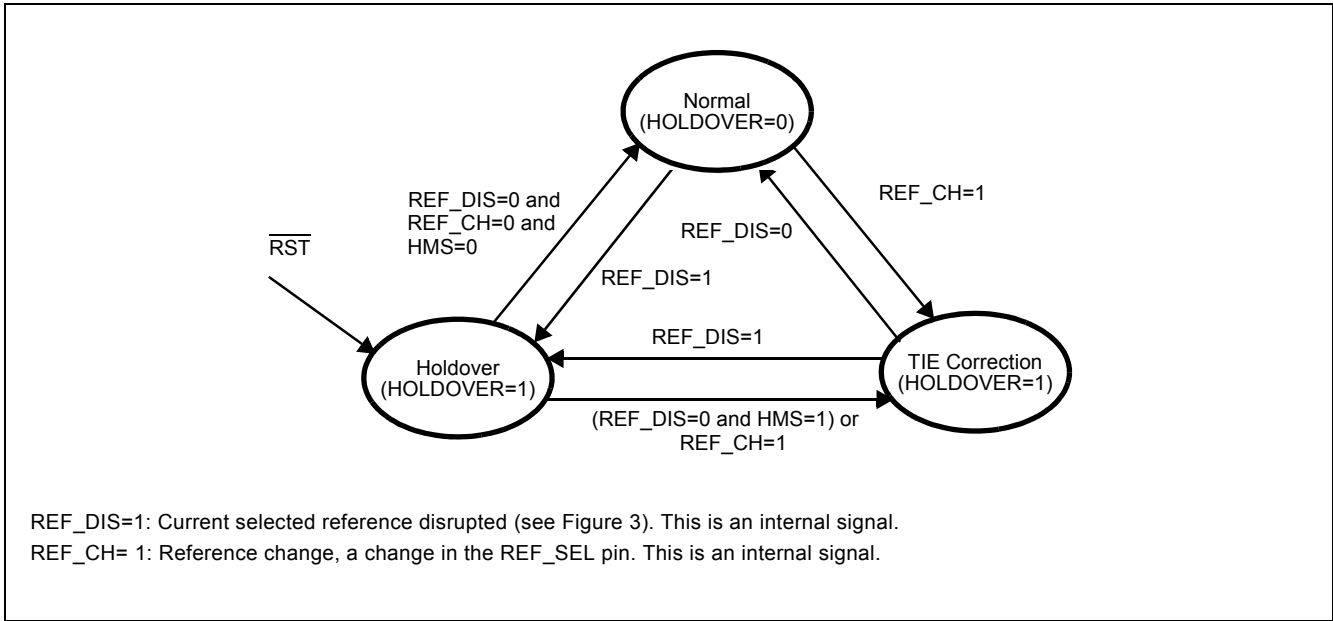 Normal
(HOLDOVER=0)
REF_DIS=0 and
REF_CH=0 and
HMS=0
REF_CH=1
REF_DIS=0
RST
REF_DIS=1
REF_DIS=1
Holdover
(HOLDOVER=1)
TIE Correction
(HOLDOVER=1)
(REF_DIS=0 and HMS=1) or
REF_CH=1
REF_DIS=1: Current selected reference disrupted (see Figure 3). This is an internal signal.
REF_CH= 1: Reference change, a change in the REF_SEL pin. This is an internal signal.